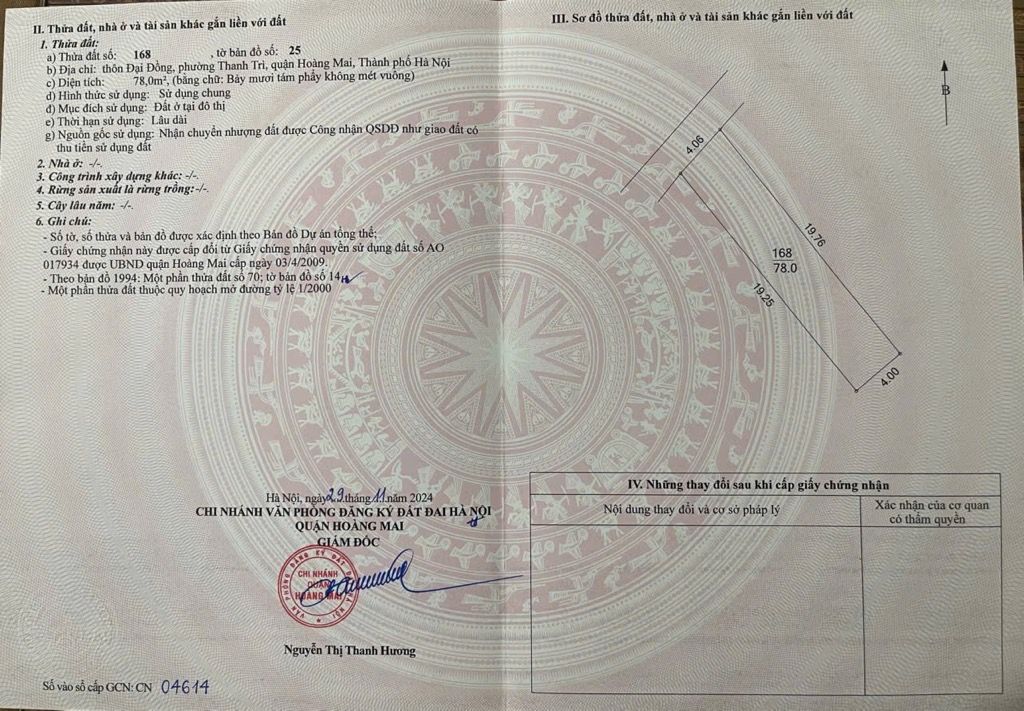 II. Thửa đất, nhà ở và tài sản khác gắn liền với đất
1. Thửa đất:
a) Thửa đất số: 168 , tờ bản đồ số: 25
b) Địa chỉ: thôn Đại Đồng, phường Thanh Trì, quận Hoàng Mai, Thành phố Hà Nội
c) Diện tích: 78,0m², (bằng chữ: Bảy mươi tám phẩy không mét vuông)
d) Hình thức sử dụng: Sử dụng chung
đ) Mục đích sử dụng: Đất ở tại đô thị
e) Thời hạn sử dụng: Lâu dài
g) Nguồn gốc sử dụng: Nhận chuyển nhượng đất được Công nhận QSDĐ như giao đất có
thu tiền sử dụng đất
2. Nhà ở: -/-.
3. Công trình xây dựng khác: -/-.
4. Rừng sản xuất là rừng trồng:-/-.
5. Cây lâu năm: -/-.
6. Ghi chú:
- Số tờ, số thửa và bản đồ được xác định theo Bản đồ Dự án tổng thể;
- Giấy chứng nhận này được cấp đổi từ Giấy chứng nhận quyền sử dụng đất số AO
017934 được UBND quận Hoàng Mai cấp ngày 03/4/2009.
- Theo bản đồ 1994: Một phần thửa đất số 70; tờ bản đồ số 14
- Một phần thửa đất thuộc quy hoạch mở đường tỷ lệ 1/2000
Hà Nội, ngày 29 tháng 11 năm 2024
CHI NHÁNH VĂN PHÒNG ĐĂNG KÝ ĐẤT ĐAI HÀ NỘI
QUẬN HOÀNG MAI
GIÁM ĐỐC
VĂN PHÒNG ĐĂNG KÝ ĐẤT ĐAI HÀ NỘI
CHI NHÁNH
QUẬN
HOÀNG MAI
Nguyễn Thị Thanh Hương
Số vào sổ cấp GCN: CN 04614
III. Sơ đồ thửa đất, nhà ở và tài sản khác gắn liền với đất
B
4.06
19.76
168
78.0
19.25
4.00
IV. Những thay đổi sau khi cấp giấy chứng nhận
Nội dung thay đổi và cơ sở pháp lý
Xác nhận của cơ quan
có thẩm quyền